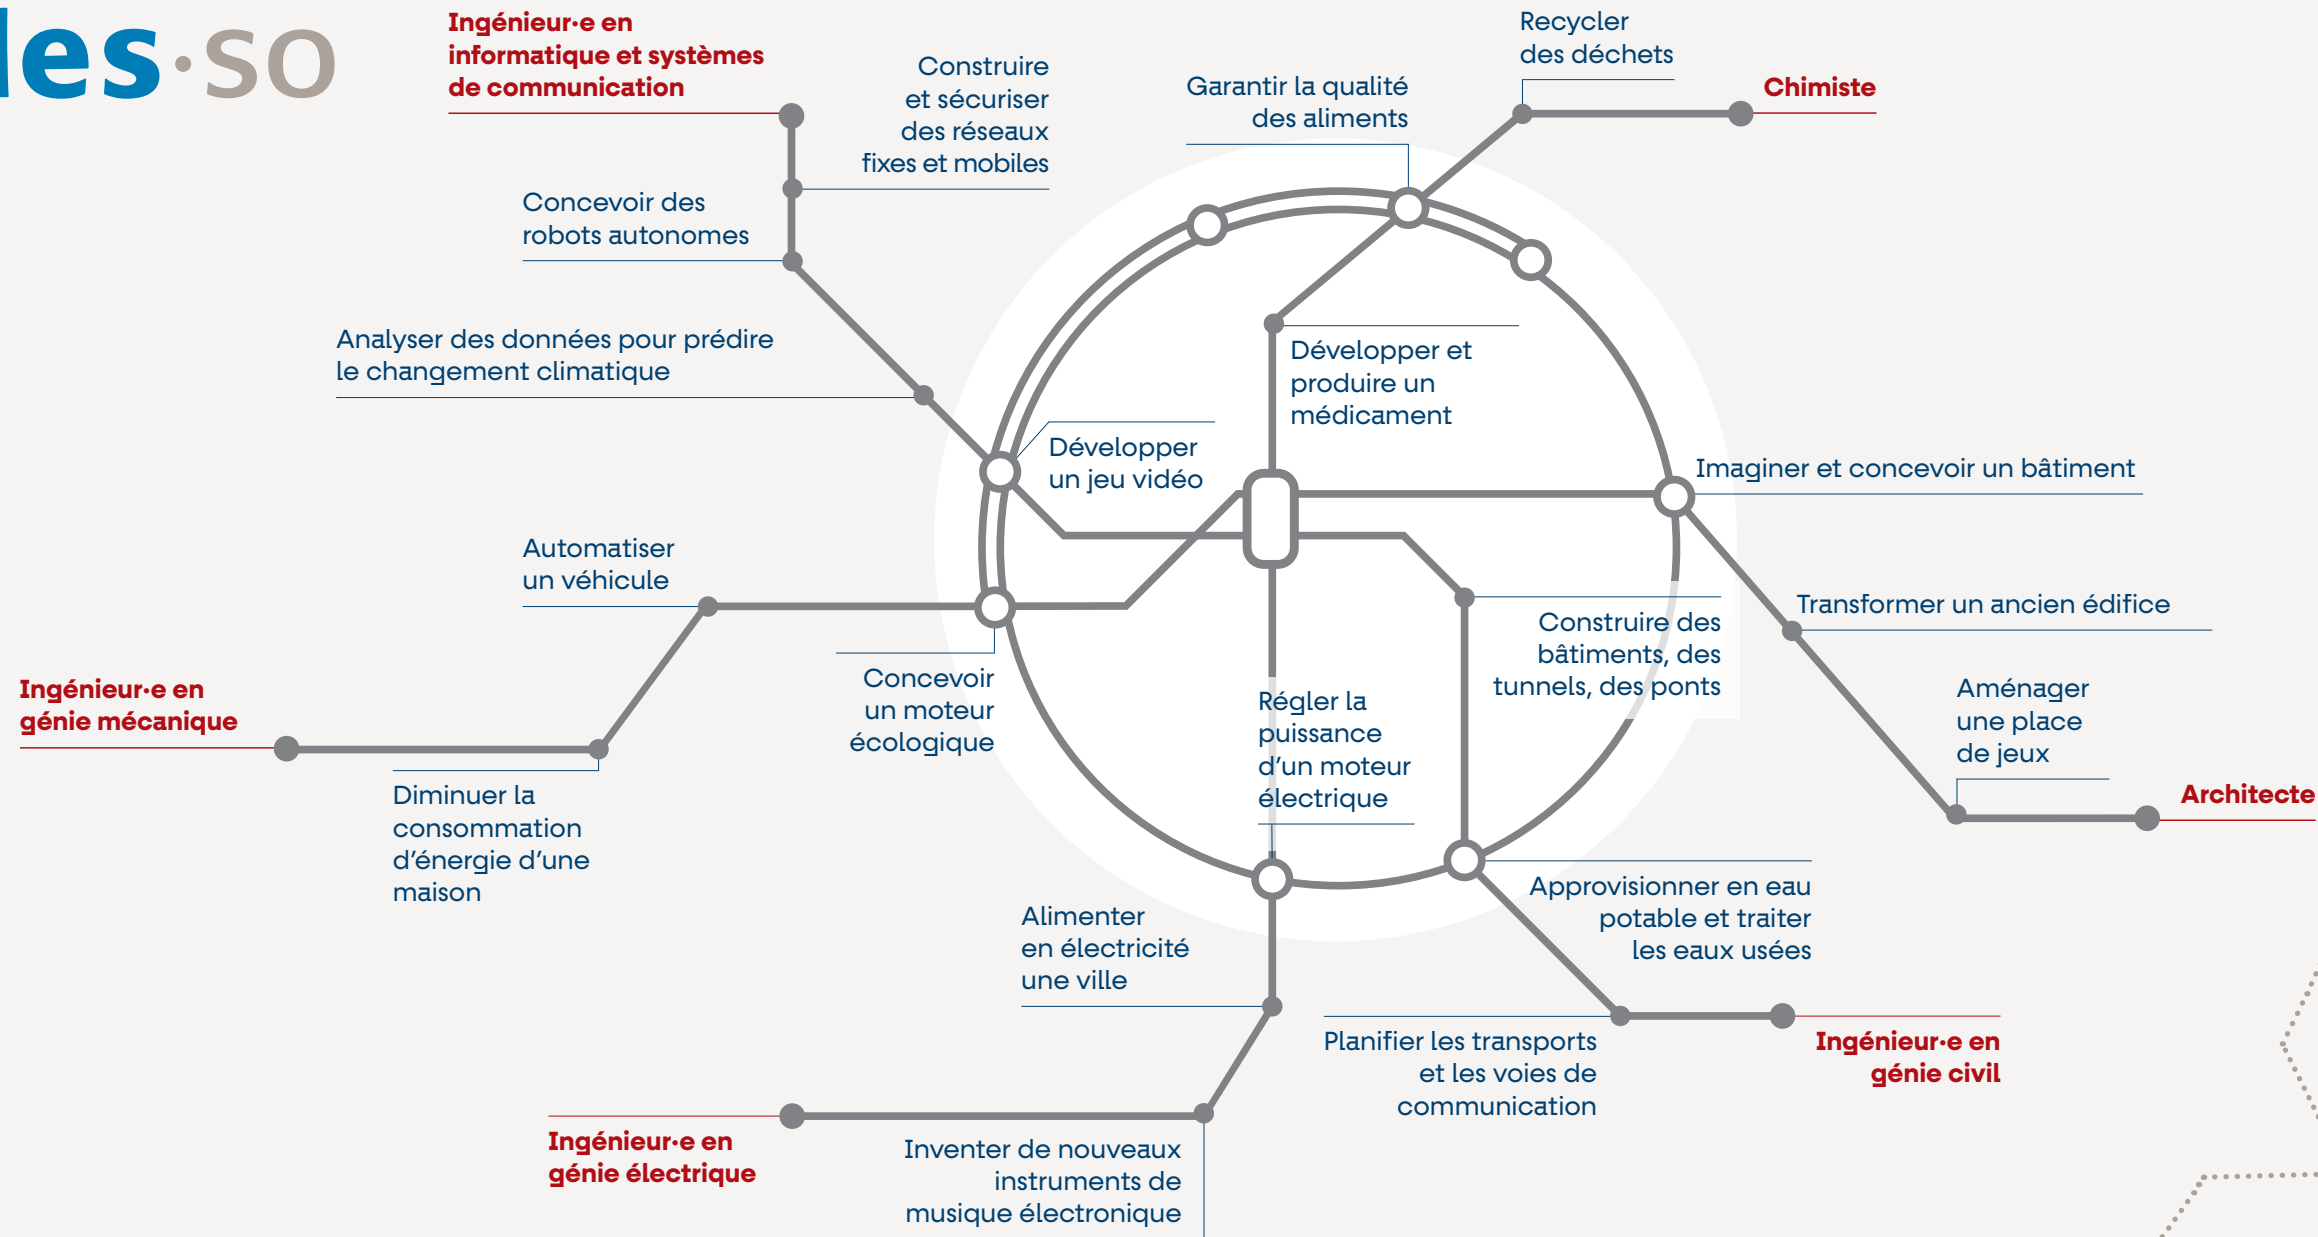 les·so
Ingénieur·e en
informatique et systèmes
de communication
Construire
et sécuriser
des réseaux
fixes et mobiles
Recycler
des déchets
Garantir la qualité
des aliments
Chimiste
Concevoir des
robots autonomes
Analyser des données pour prédire
le changement climatique
Développer et
produire un
médicament
Développer
un jeu vidéo
Imaginer et concevoir un bâtiment
Automatiser
un véhicule
Transformer un ancien édifice
Construire des
bâtiments, des
tunnels, des ponts
Ingénieur·e en
génie mécanique
Concevoir
un moteur
écologique
Régler la
puissance
d'un moteur
électrique
Aménager
une place
de jeux
Architecte
Diminuer la
consommation
d'énergie d'une
maison
Approvisionner en eau
potable et traiter
les eaux usées
Alimenter
en électricité
une ville
Planifier les transports
et les voies de
communication
Ingénieur·e en
génie civil
Ingénieur·e en
génie électrique
Inventer de nouveaux
instruments de
musique électronique